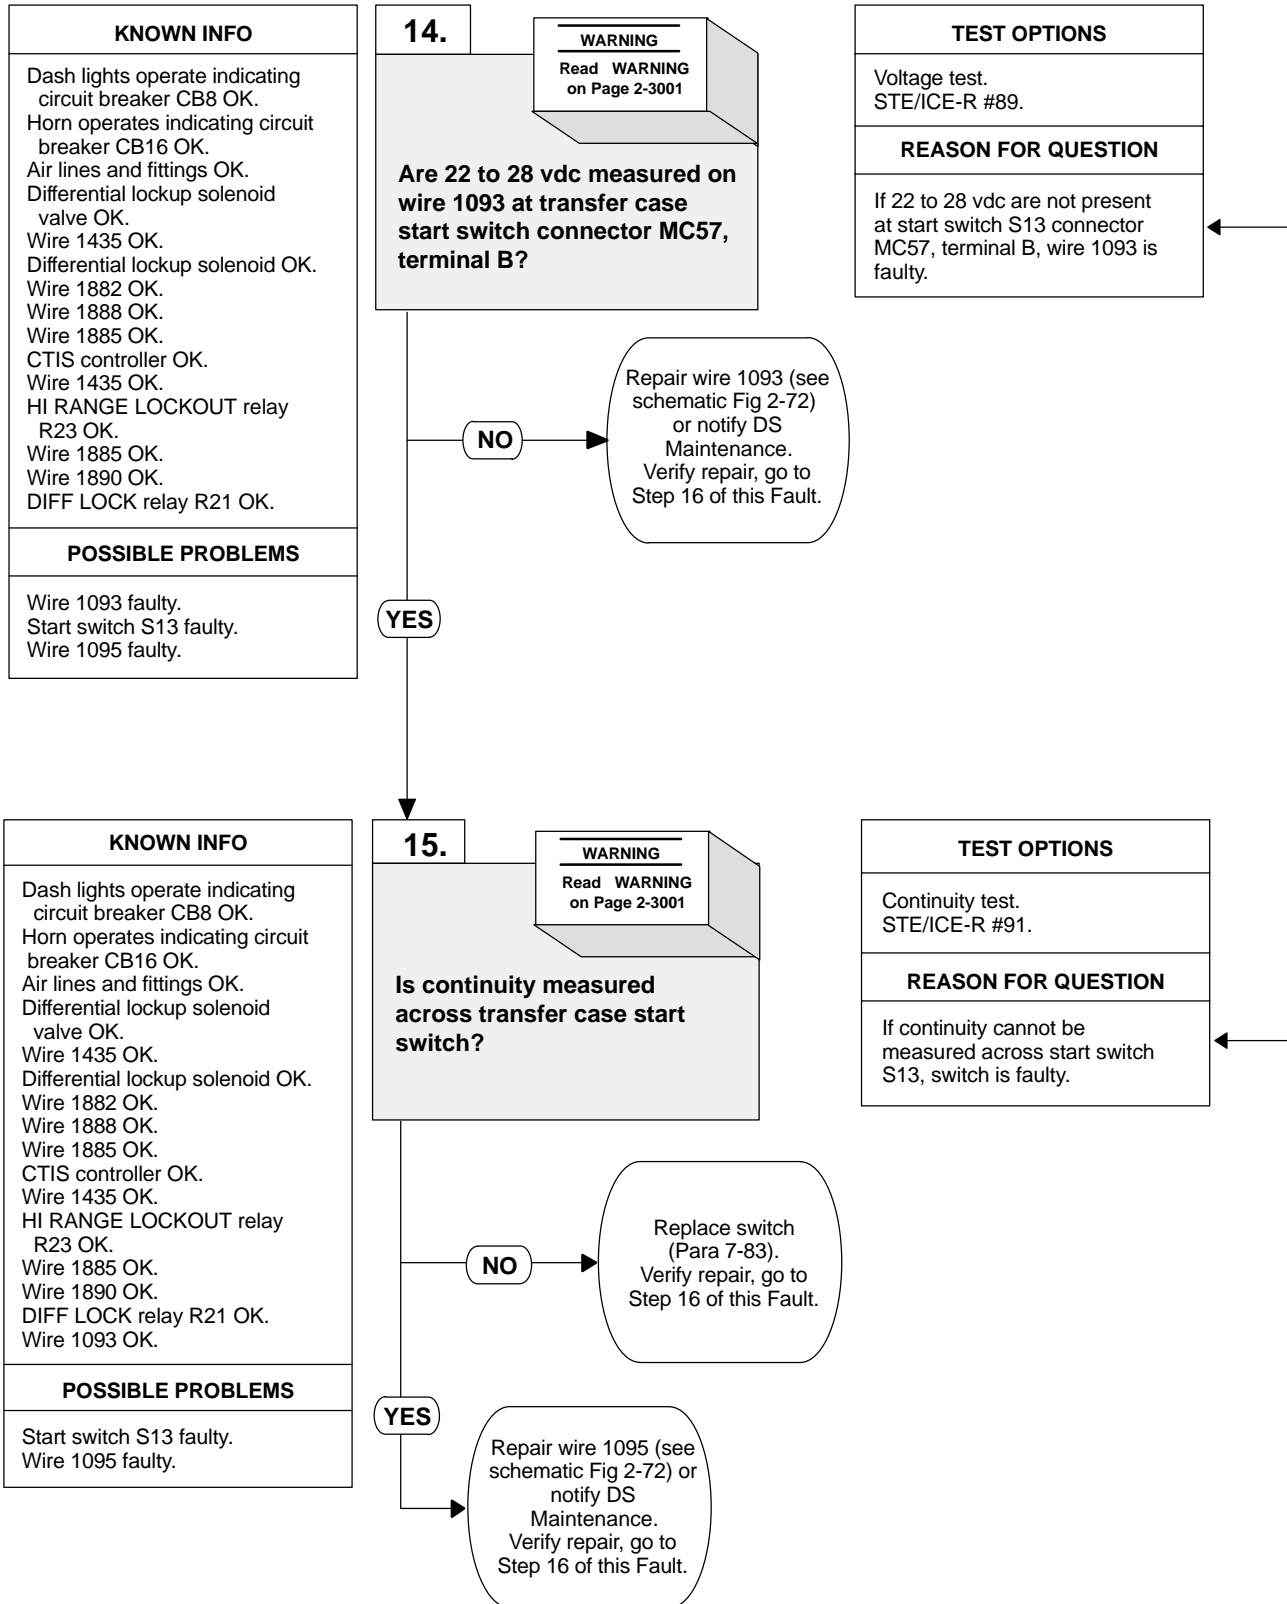 KNOWN INFO
Dash lights operate indicating
circuit breaker CB8 OK.
Horn operates indicating circuit
breaker CB16 OK.
Air lines and fittings OK.
Differential lockup solenoid
valve OK.
Wire 1435 OK.
Differential lockup solenoid OK.
Wire 1882 OK.
Wire 1888 OK.
Wire 1885 OK.
CTIS controller OK.
Wire 1435 OK.
HI RANGE LOCKOUT relay
R23 OK.
Wire 1885 OK.
Wire 1890 OK.
DIFF LOCK relay R21 OK.
POSSIBLE PROBLEMS
Wire 1093 faulty.
Start switch S13 faulty.
Wire 1095 faulty.
14.
WARNING
Read WARNING
on Page 2-3001
Are 22 to 28 vdc measured on
wire 1093 at transfer case
start switch connector MC57,
terminal B?
TEST OPTIONS
Voltage test.
STE/ICE-R #89.
REASON FOR QUESTION
If 22 to 28 vdc are not present
at start switch S13 connector
MC57, terminal B, wire 1093 is
faulty.
NO
Repair wire 1093 (see
schematic Fig 2-72)
or notify DS
Maintenance.
Verify repair, go to
Step 16 of this Fault.
YES
KNOWN INFO
Dash lights operate indicating
circuit breaker CB8 OK.
Horn operates indicating circuit
breaker CB16 OK.
Air lines and fittings OK.
Differential lockup solenoid
valve OK.
Wire 1435 OK.
Differential lockup solenoid OK.
Wire 1882 OK.
Wire 1888 OK.
Wire 1885 OK.
CTIS controller OK.
Wire 1435 OK.
HI RANGE LOCKOUT relay
R23 OK.
Wire 1885 OK.
Wire 1890 OK.
DIFF LOCK relay R21 OK.
Wire 1093 OK.
POSSIBLE PROBLEMS
Start switch S13 faulty.
Wire 1095 faulty.
15.
WARNING
Read WARNING
on Page 2-3001
Is continuity measured
across transfer case start
switch?
TEST OPTIONS
Continuity test.
STE/ICE-R #91.
REASON FOR QUESTION
If continuity cannot be
measured across start switch
S13, switch is faulty.
NO
Replace switch
(Para 7-83).
Verify repair, go to
Step 16 of this Fault.
YES
Repair wire 1095 (see
schematic Fig 2-72) or
notify DS
Maintenance.
Verify repair, go to
Step 16 of this Fault.